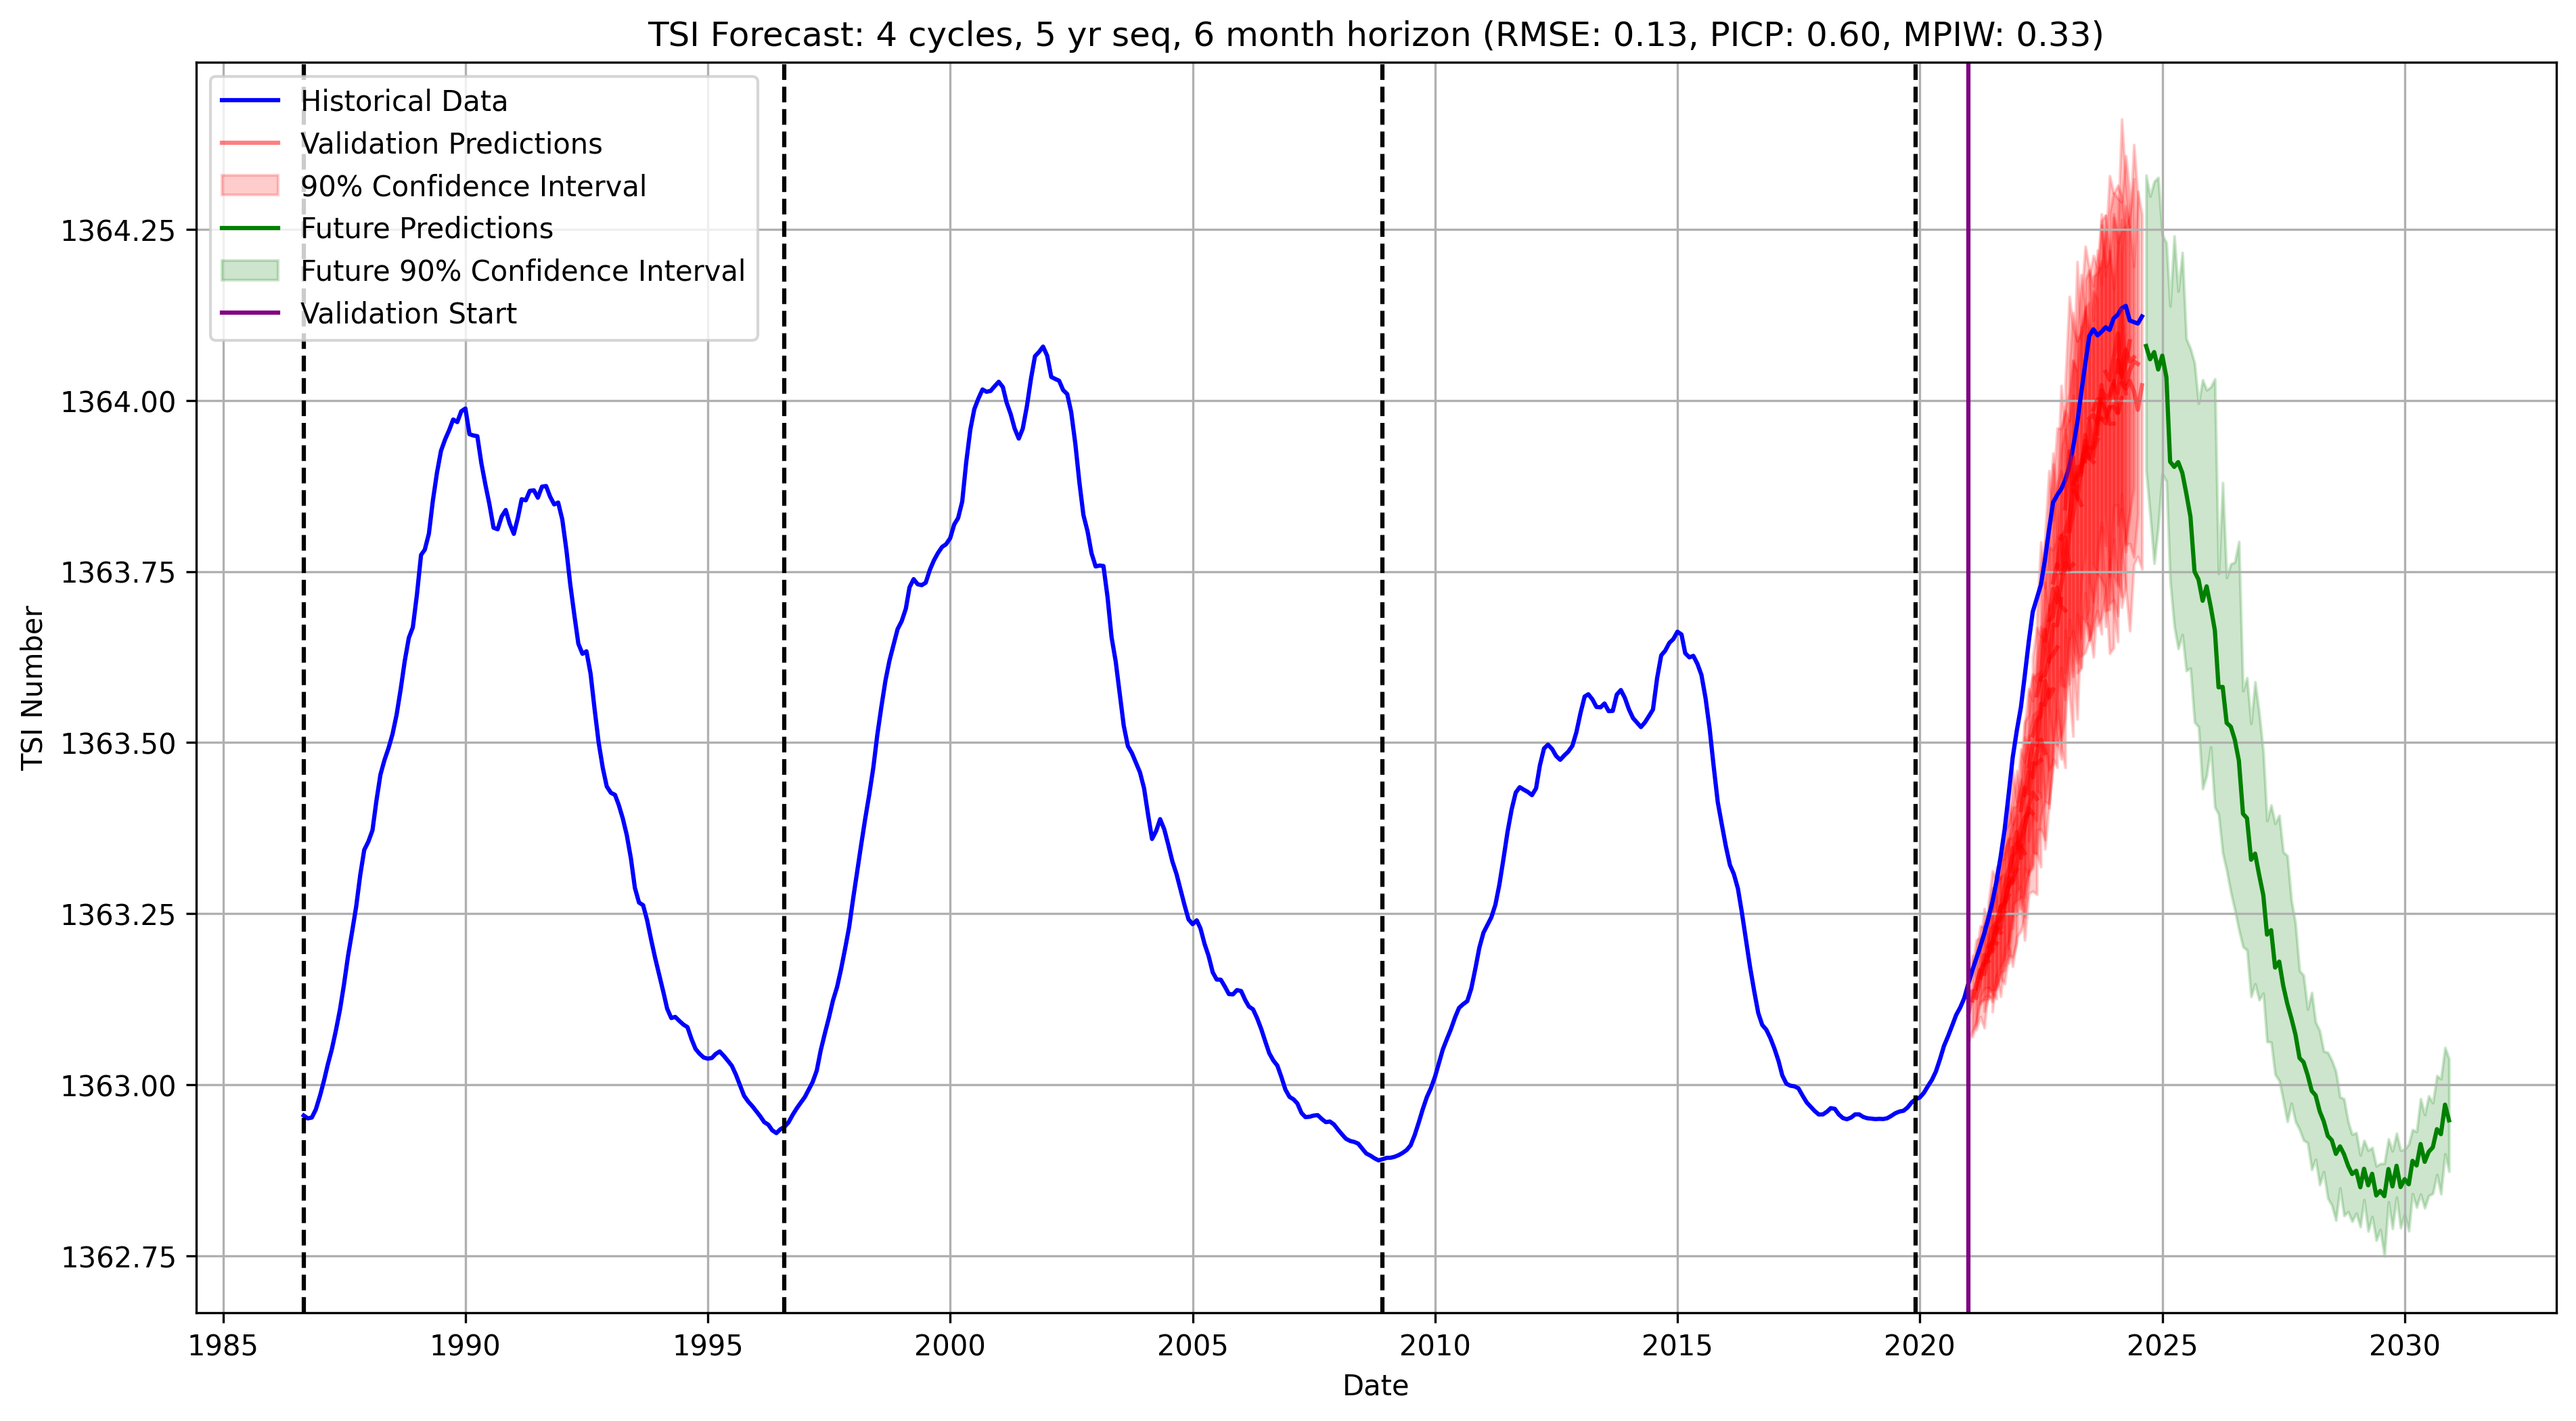 TSI Forecast: 4 cycles, 5 yr seq, 6 month horizon (RMSE: 0.13, PICP: 0.60, MPIW: 0.33)
Historical Data
Validation Predictions
90% Confidence Interval
Future Predictions
Future 90% Confidence Interval
Validation Start
TSI Number
1364.25
1364.00
1363.75
1363.50
1363.25
1363.00
1362.75
1985 1990 1995 2000 2005 2010 2015 2020 2025 2030
Date